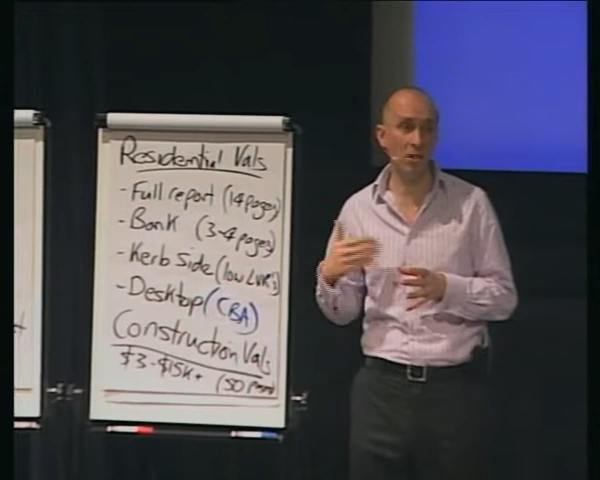 Residential Vals
- Full report (14 pages)
- Bank (3-4 pages)
- Kerb side (low LVR's)
- Desktop (CBA)
Construction Vals
$3-$15K+ (50